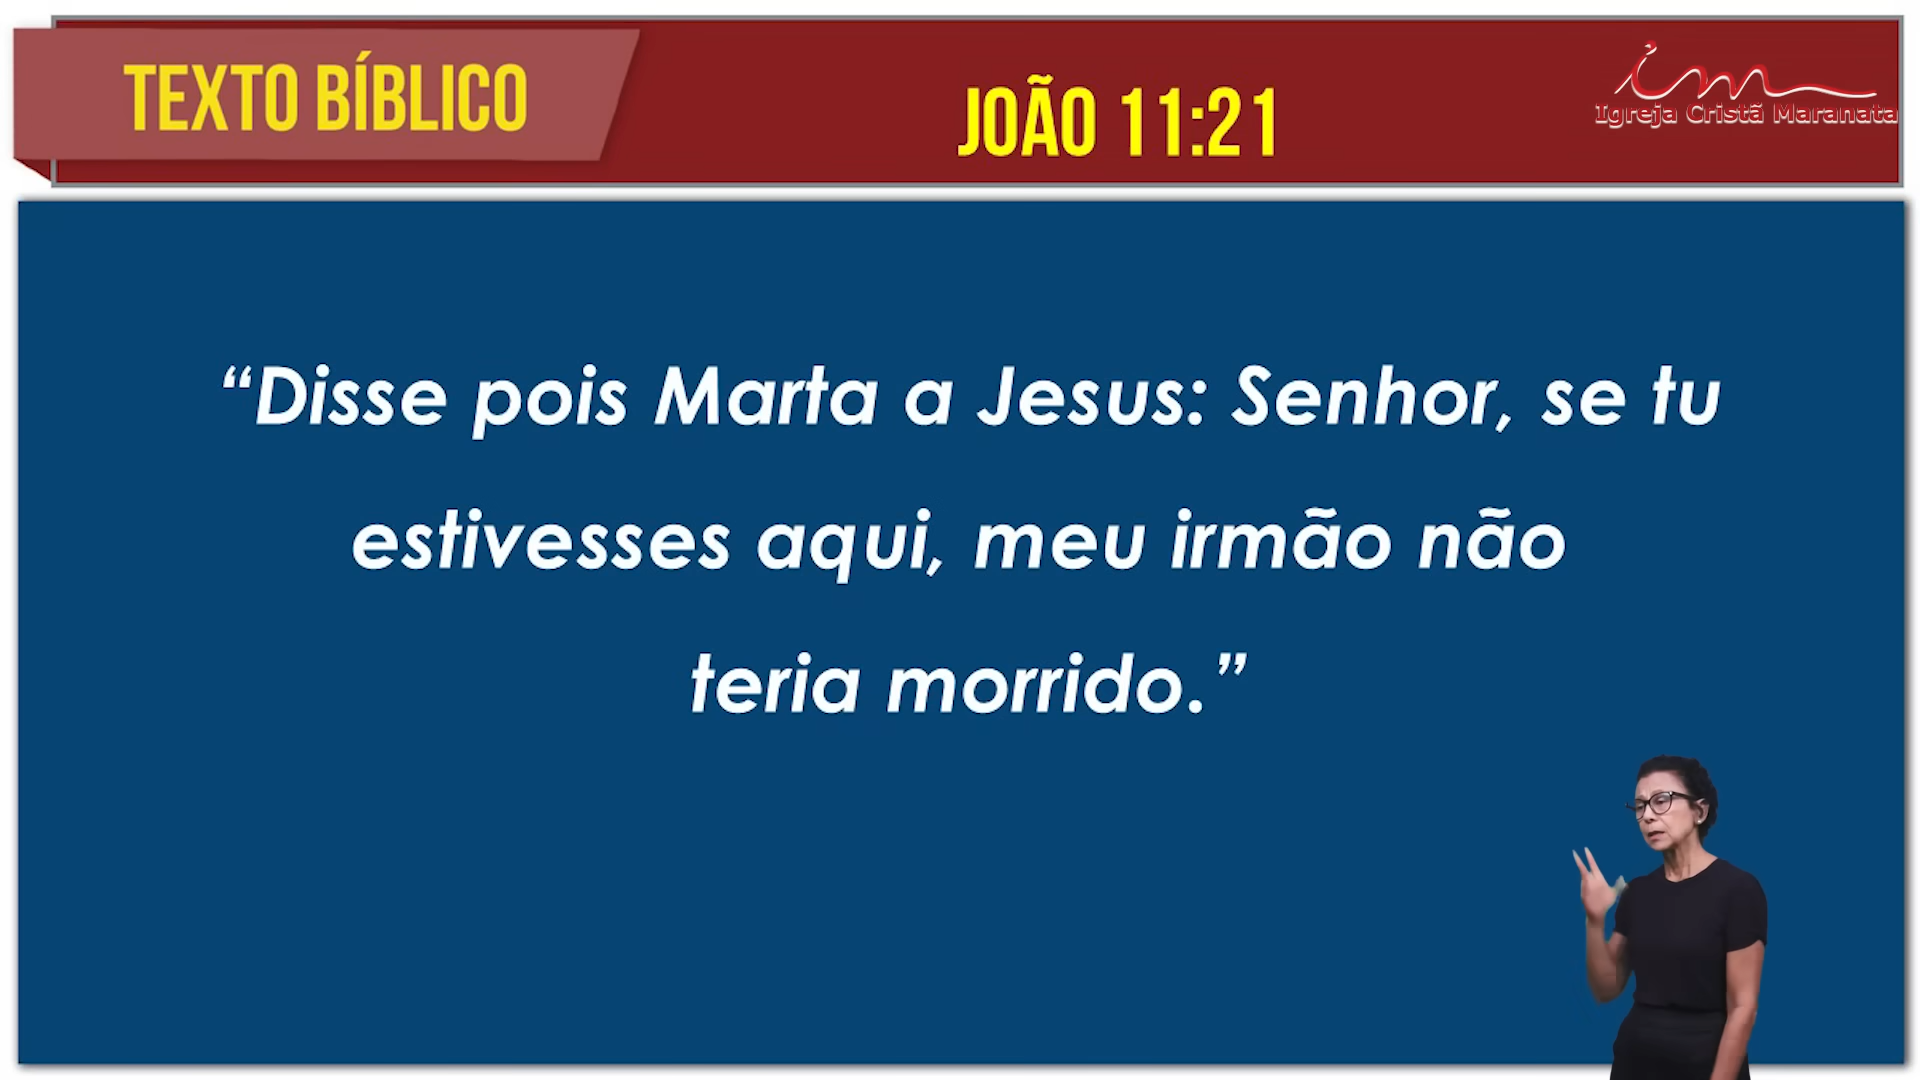 TEXTO BÍBLICO
JOÃO 11:21
im
Igreja Cristã Maranata
“Disse pois Marta a Jesus: Senhor, se tu
estivesses aqui, meu irmão não
teria morrido.”